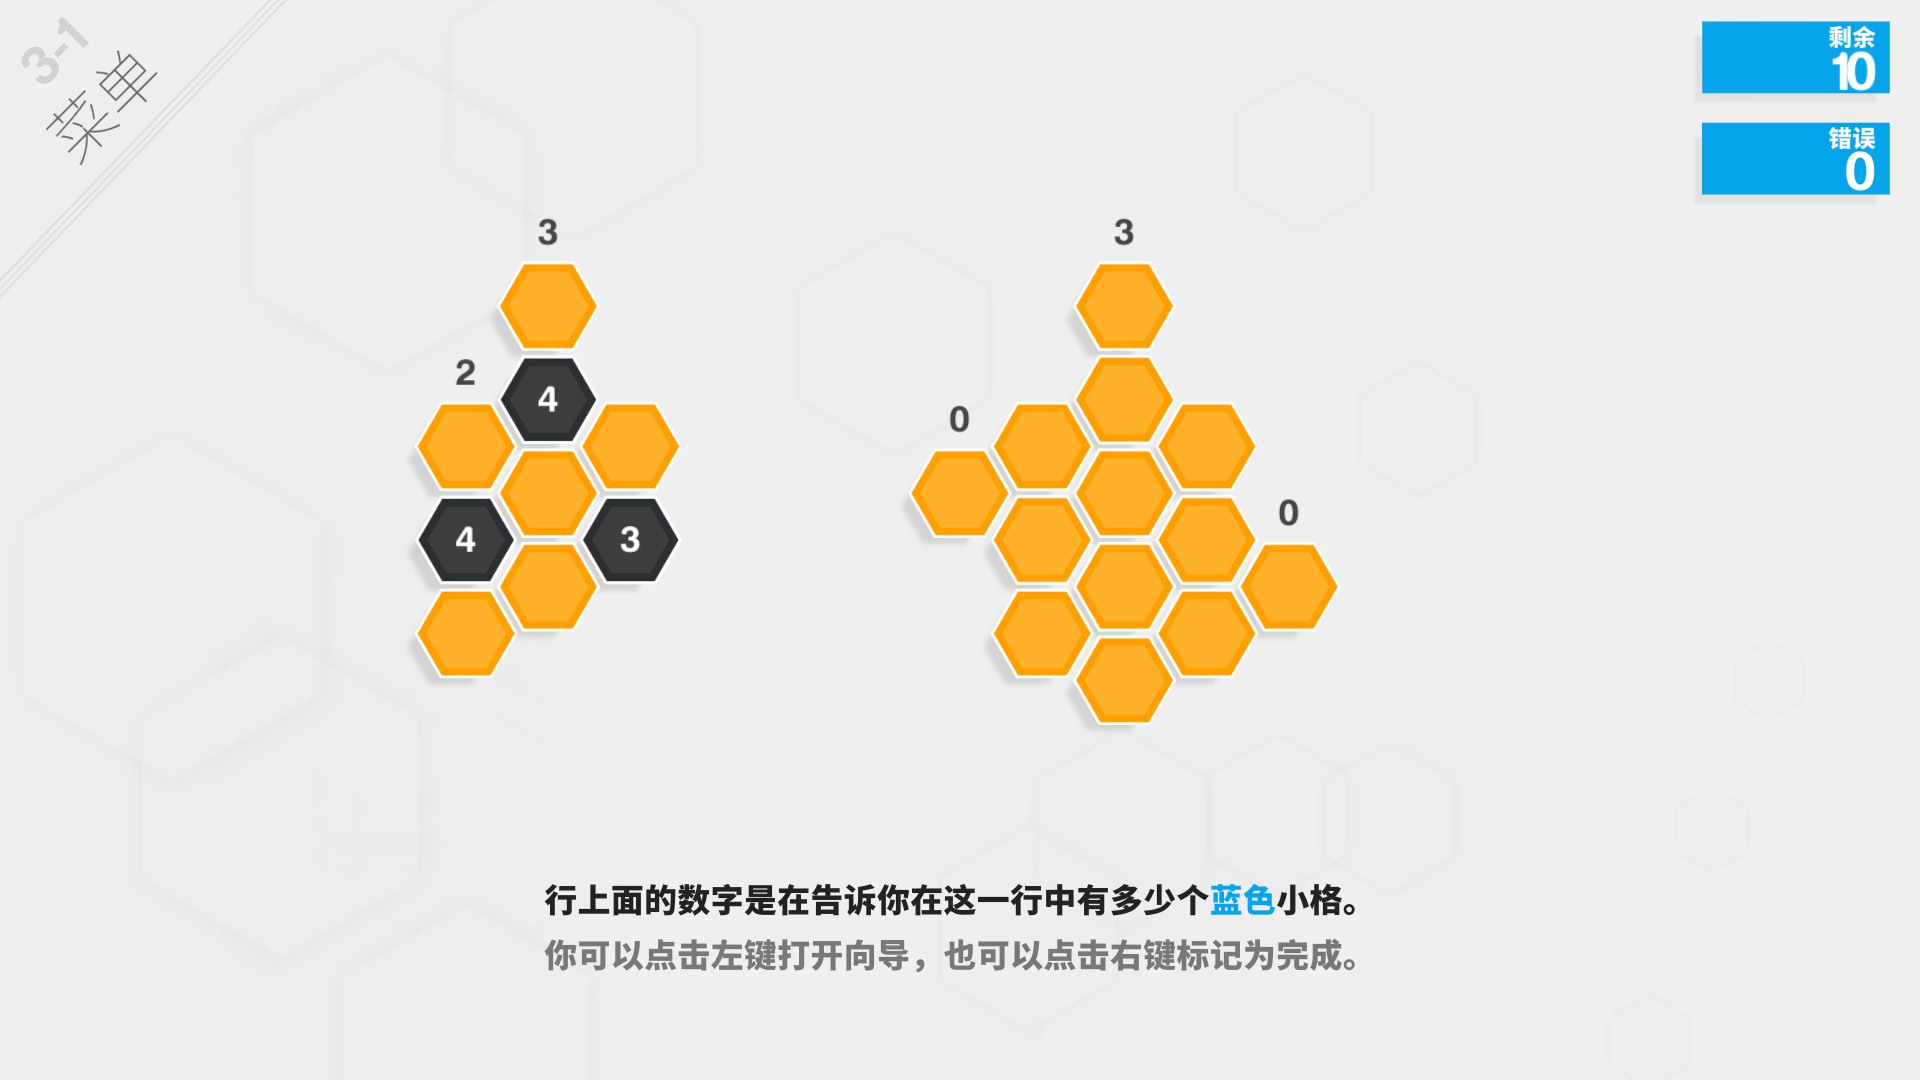 3-1
菜单
剩余
10
错误
0
3
3
2
4
0
4
3
0
行上面的数字是在告诉你在这一行中有多少个蓝色小格。
你可以点击左键打开向导，也可以点击右键标记为完成。